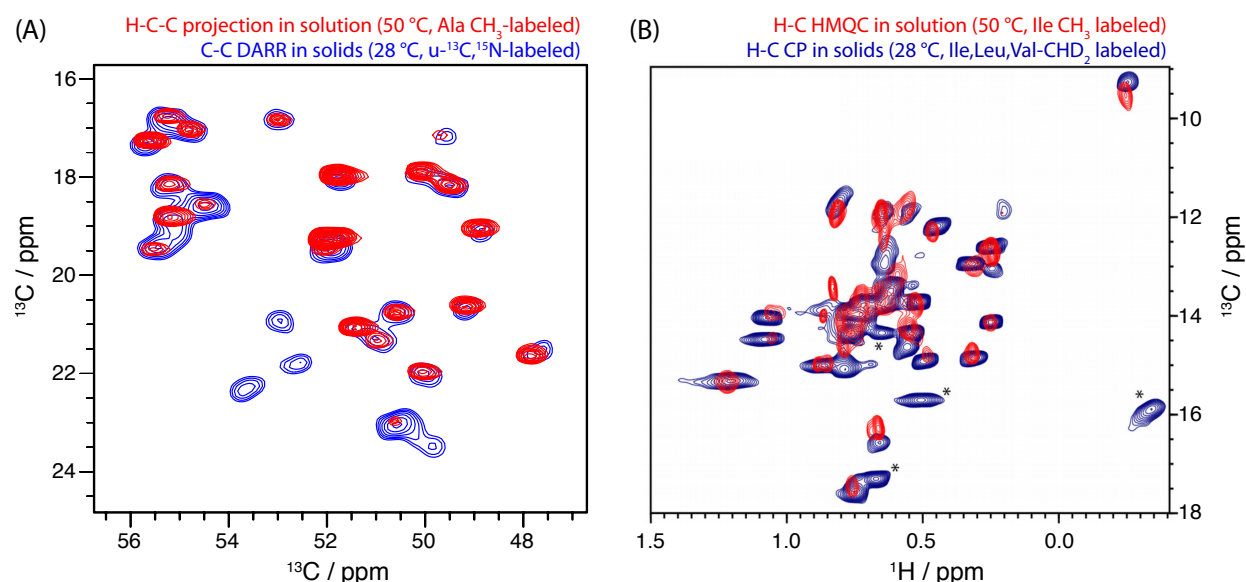 (A)
H-C-C projection in solution (50 °C, Ala CH3-labeled)
C-C DARR in solids (28 °C, u-13C,15N-labeled)
16
18
20
22
24
13C / ppm
56
54
52
50
48
13C / ppm
(B)
H-C HMQC in solution (50 °C, Ile CH3 labeled)
H-C CP in solids (28 °C, Ile,Leu,Val-CHD2 labeled)
*
*
*
*
10
12
14
16
18
13C / ppm
1.5
1.0
0.5
0.0
1H / ppm